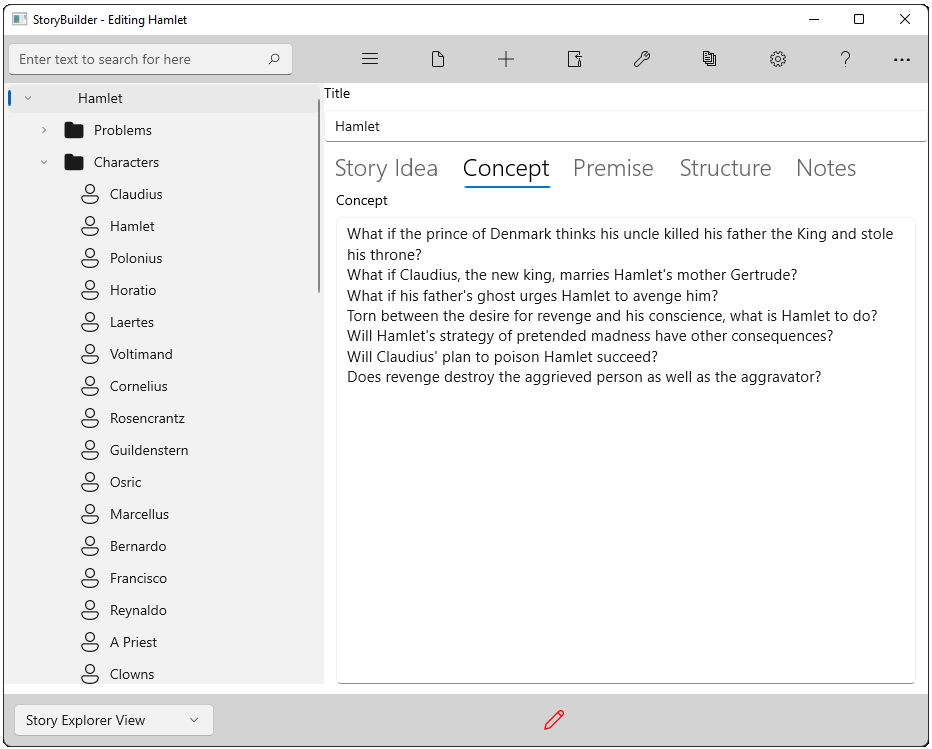 StoryBuilder - Editing Hamlet
Enter text to search for here
Hamlet
Problems
Characters
Claudius
Hamlet
Polonius
Horatio
Laertes
Voltimand
Cornelius
Rosencrantz
Guildenstern
Osric
Marcellus
Bernardo
Francisco
Reynaldo
A Priest
Clowns
Title
Hamlet
Story Idea Concept Premise Structure Notes
Concept
What if the prince of Denmark thinks his uncle killed his father the King and stole
his throne?
What if Claudius, the new king, marries Hamlet's mother Gertrude?
What if his father's ghost urges Hamlet to avenge him?
Torn between the desire for revenge and his conscience, what is Hamlet to do?
Will Hamlet's strategy of pretended madness have other consequences?
Will Claudius' plan to poison Hamlet succeed?
Does revenge destroy the aggrieved person as well as the aggravator?
Story Explorer View